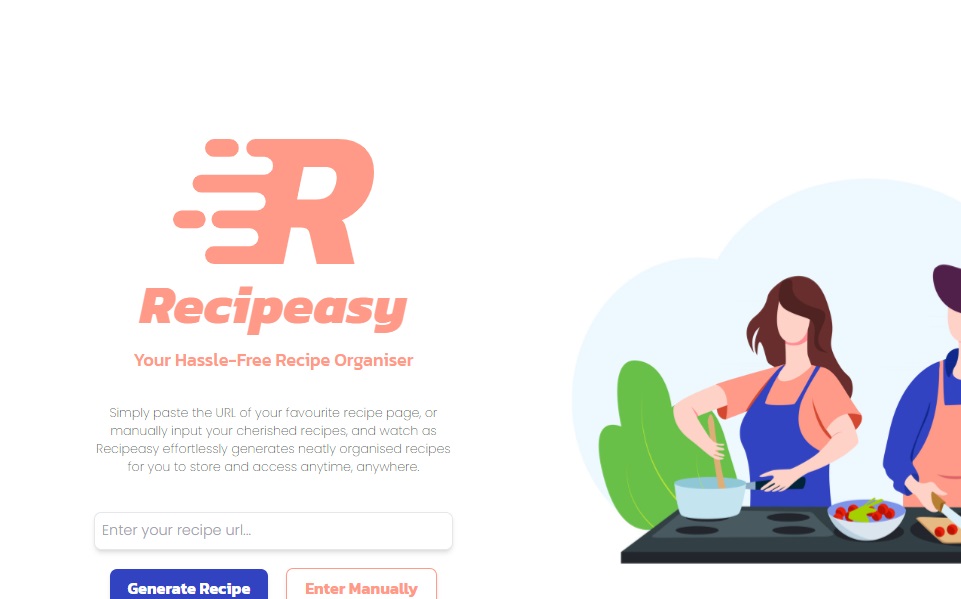 R
Recipeasy
Your Hassle-Free Recipe Organiser
Simply paste the URL of your favourite recipe page, or
manually input your cherished recipes, and watch as
Recipeasy effortlessly generates neatly organised recipes
for you to store and access anytime, anywhere.
Enter your recipe url...
Generate Recipe
Enter Manually